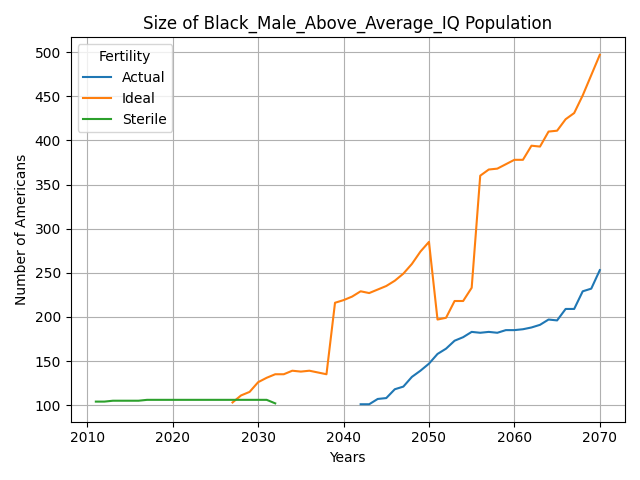 Size of Black_Male_Above_Average_IQ Population
Fertility
Actual
Ideal
Sterile
Number of Americans
500
450
400
350
300
250
200
150
100
2010 2020 2030 2040 2050 2060 2070
Years